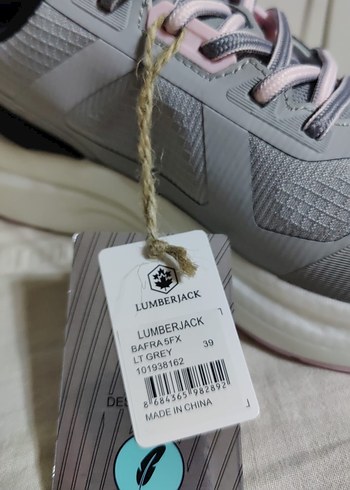 LUMBERJACK
LUMBERJACK
BAFRA 5FX
LT GREY 39
101938162
8 684365 982892
MADE IN CHINA